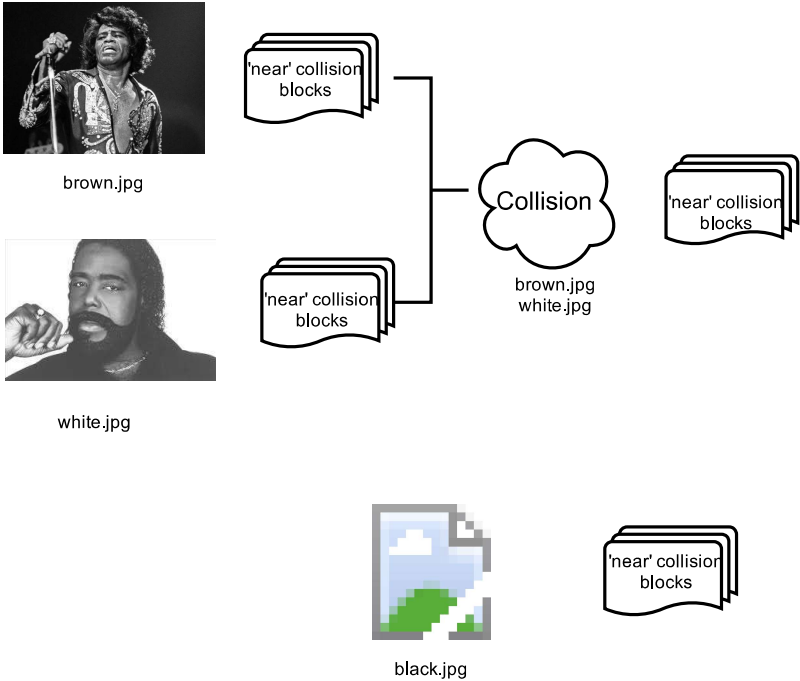 'near' collision
blocks
brown.jpg
Collision
'near' collision
blocks
brown.jpg
white.jpg
'near' collision
blocks
white.jpg
'near' collision
blocks
black.jpg